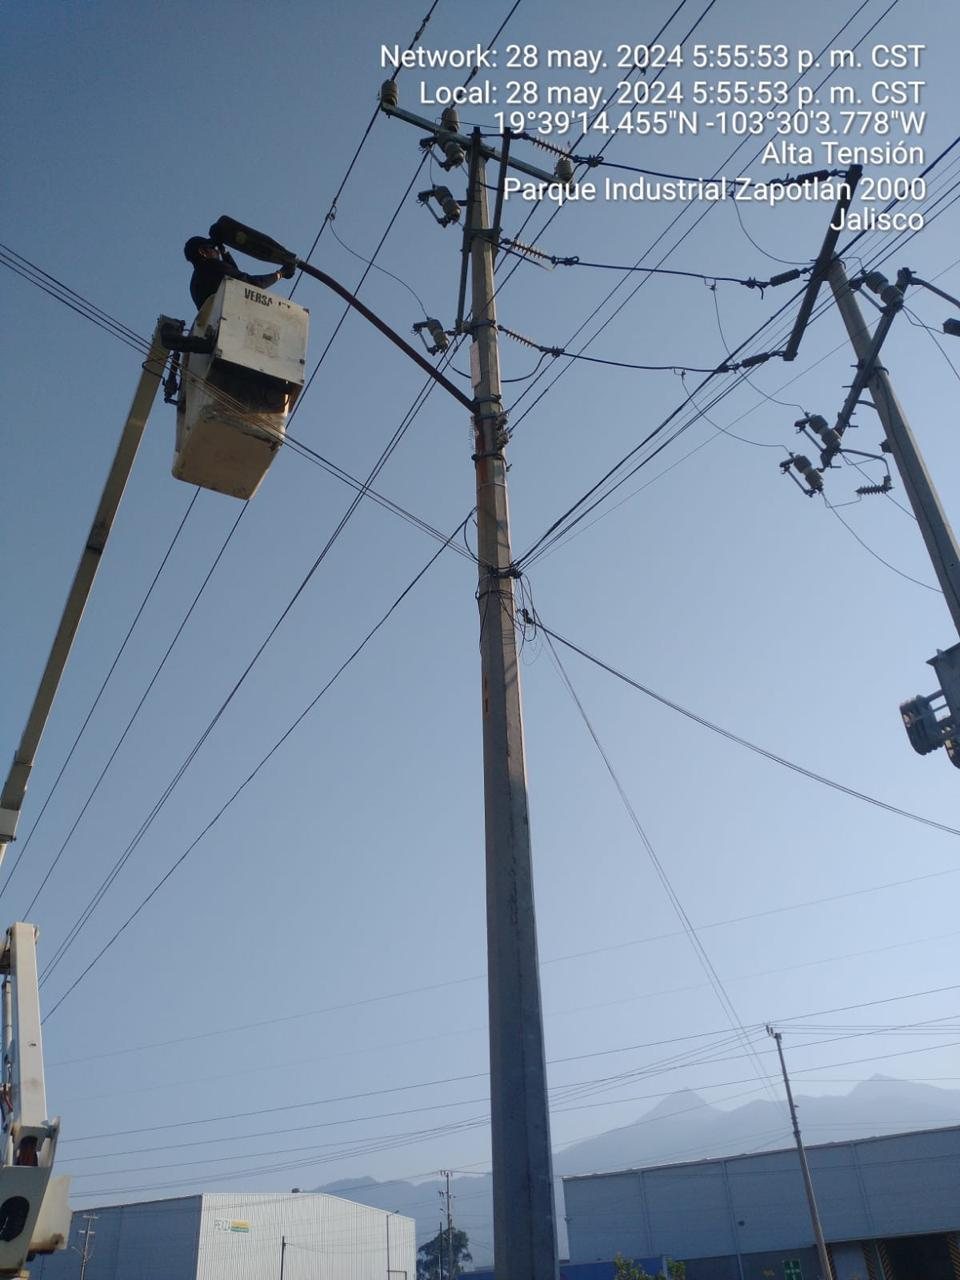 Network: 28 may. 2024 5:55:53 p. m. CST
Local: 28 may. 2024 5:55:53 p. m. CST
19°39'14.455"N -103°30'3.778"W
Alta Tensión
Parque Industrial Zapotlán 2000
Jalisco